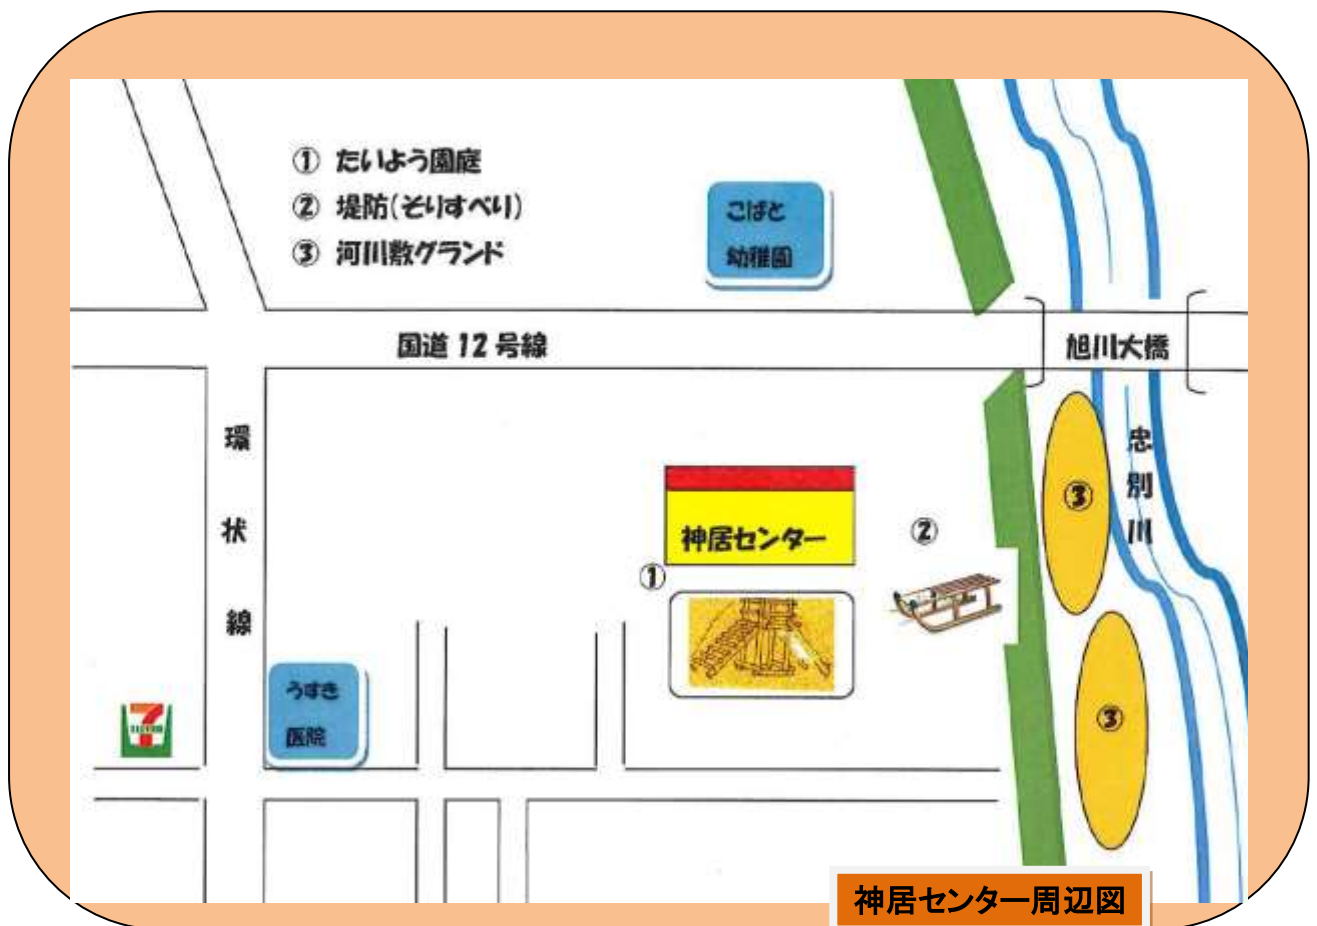 ① たいよう園庭
② 堤防(そりすべり)
③ 河川敷グランド
こばと
幼稚園
国道12号線
旭川大橋
環状線
忠別川
③
神居センター
②
①
うすき
医院
7
ELEVEN
③
神居センター周辺図